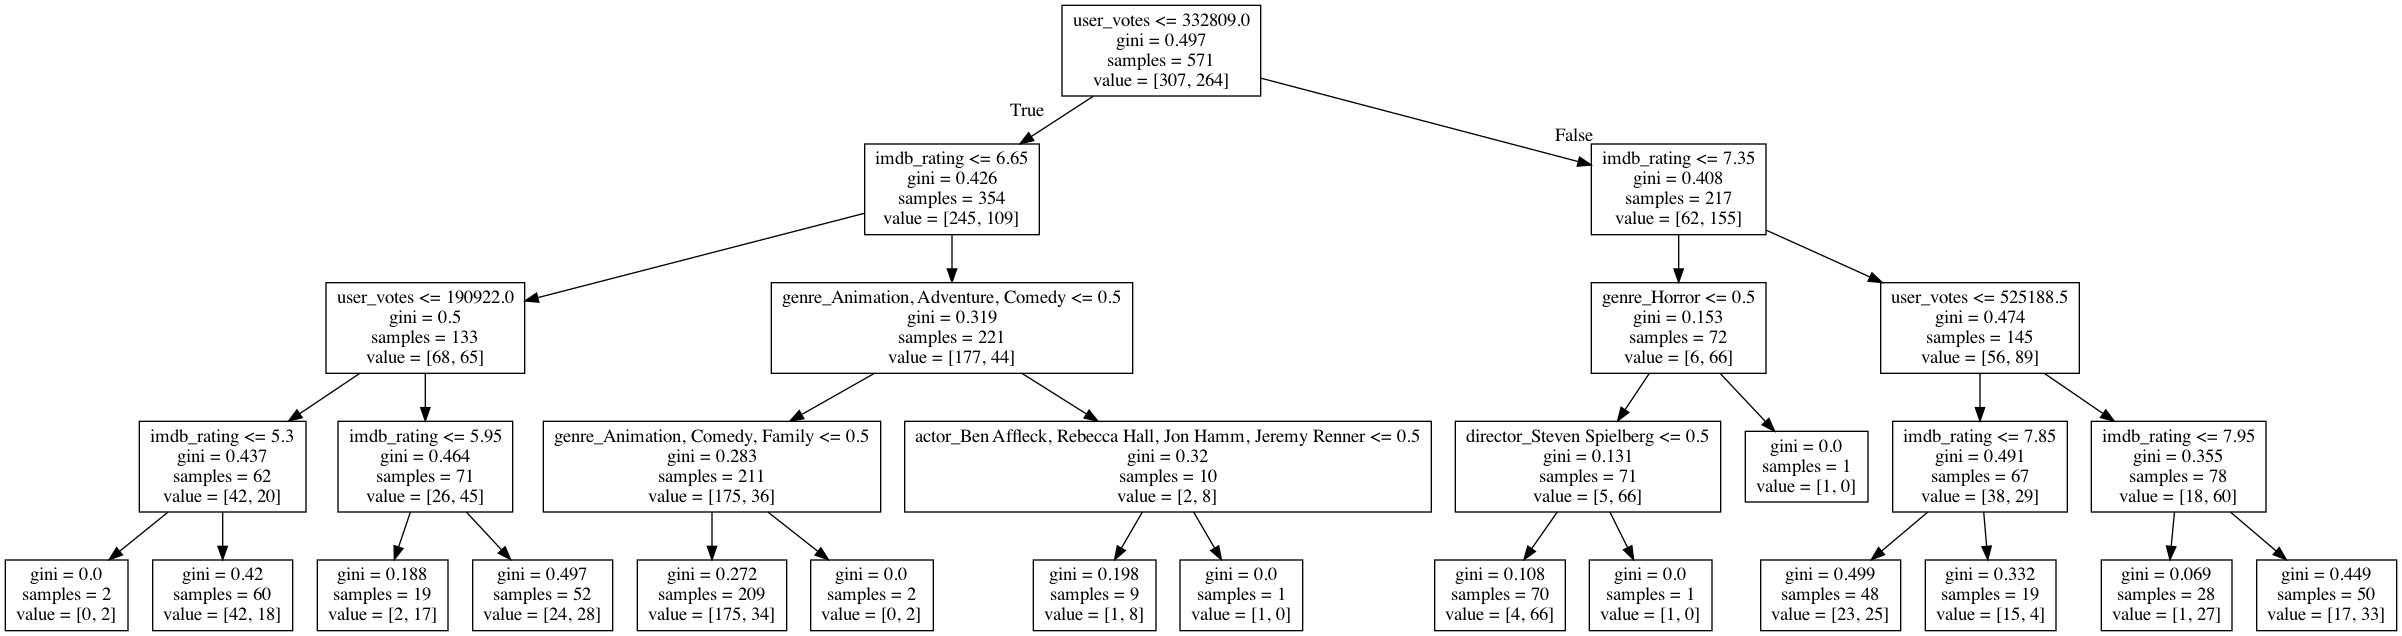 user_votes <= 332809.0
gini = 0.497
samples = 571
value = [307, 264]
True
False
imdb_rating <= 6.65
gini = 0.426
samples = 354
value = [245, 109]
imdb_rating <= 7.35
gini = 0.408
samples = 217
value = [62, 155]
user_votes <= 190922.0
gini = 0.5
samples = 133
value = [68, 65]
genre_Animation, Adventure, Comedy <= 0.5
gini = 0.319
samples = 221
value = [177, 44]
genre_Horror <= 0.5
gini = 0.153
samples = 72
value = [6, 66]
user_votes <= 525188.5
gini = 0.474
samples = 145
value = [56, 89]
imdb_rating <= 5.3
gini = 0.437
samples = 62
value = [42, 20]
imdb_rating <= 5.95
gini = 0.464
samples = 71
value = [26, 45]
genre_Animation, Comedy, Family <= 0.5
gini = 0.283
samples = 211
value = [175, 36]
actor_Ben Affleck, Rebecca Hall, Jon Hamm, Jeremy Renner <= 0.5
gini = 0.32
samples = 10
value = [2, 8]
director_Steven Spielberg <= 0.5
gini = 0.131
samples = 71
value = [5, 66]
gini = 0.0
samples = 1
value = [1, 0]
imdb_rating <= 7.85
gini = 0.491
samples = 67
value = [38, 29]
imdb_rating <= 7.95
gini = 0.355
samples = 78
value = [18, 60]
gini = 0.0
samples = 2
value = [0, 2]
gini = 0.42
samples = 60
value = [42, 18]
gini = 0.188
samples = 19
value = [2, 17]
gini = 0.497
samples = 52
value = [24, 28]
gini = 0.272
samples = 209
value = [175, 34]
gini = 0.0
samples = 2
value = [0, 2]
gini = 0.198
samples = 9
value = [1, 8]
gini = 0.0
samples = 1
value = [1, 0]
gini = 0.108
samples = 70
value = [4, 66]
gini = 0.0
samples = 1
value = [1, 0]
gini = 0.499
samples = 48
value = [23, 25]
gini = 0.332
samples = 19
value = [15, 4]
gini = 0.069
samples = 28
value = [1, 27]
gini = 0.449
samples = 50
value = [17, 33]